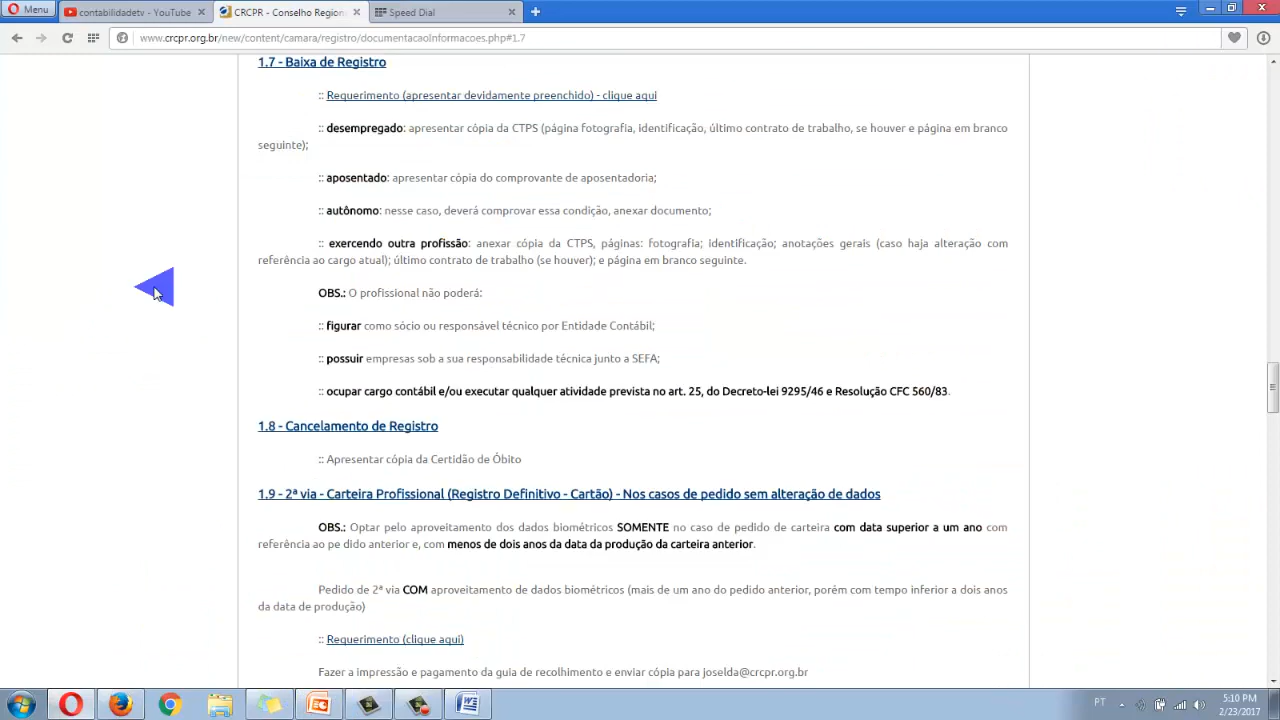 Menu
contabilidadetv - YouTube
CRCPR - Conselho Region
Speed Dial
www.crcpr.org.br/new/content/camara/registro/documentacaoInformacoes.php#1.7
1.7 - Baixa de Registro
:: Requerimento (apresentar devidamente preenchido) - clique aqui
:: desempregado: apresentar cópia da CTPS (página fotografia, identificação, último contrato de trabalho, se houver e página em branco
seguinte);
:: aposentado: apresentar cópia do comprovante de aposentadoria;
:: autônomo: nesse caso, deverá comprovar essa condição, anexar documento;
:: exercendo outra profissão: anexar cópia da CTPS, páginas: fotografia; identificação; anotações gerais (caso haja alteração com
referência ao cargo atual); último contrato de trabalho (se houver); e página em branco seguinte.
OBS.: O profissional não poderá:
:: figurar como sócio ou responsável técnico por Entidade Contábil;
:: possuir empresas sob a sua responsabilidade técnica junto a SEFA;
:: ocupar cargo contábil e/ou executar qualquer atividade prevista no art. 25, do Decreto-lei 9295/46 e Resolução CFC 560/83.
1.8 - Cancelamento de Registro
:: Apresentar cópia da Certidão de Óbito
1.9 - 2ª via - Carteira Profissional (Registro Definitivo - Cartão) - Nos casos de pedido sem alteração de dados
OBS.: Optar pelo aproveitamento dos dados biométricos SOMENTE no caso de pedido de carteira com data superior a um ano com
referência ao pe dido anterior e, com menos de dois anos da data da produção da carteira anterior.
Pedido de 2ª via COM aproveitamento de dados biométricos (mais de um ano do pedido anterior, porém com tempo inferior a dois anos
da data de produção)
:: Requerimento (clique aqui)
Fazer a impressão e pagamento da guia de recolhimento e enviar cópia para joselda@crcpr.org.br
PT
5:10 PM
2/23/2017